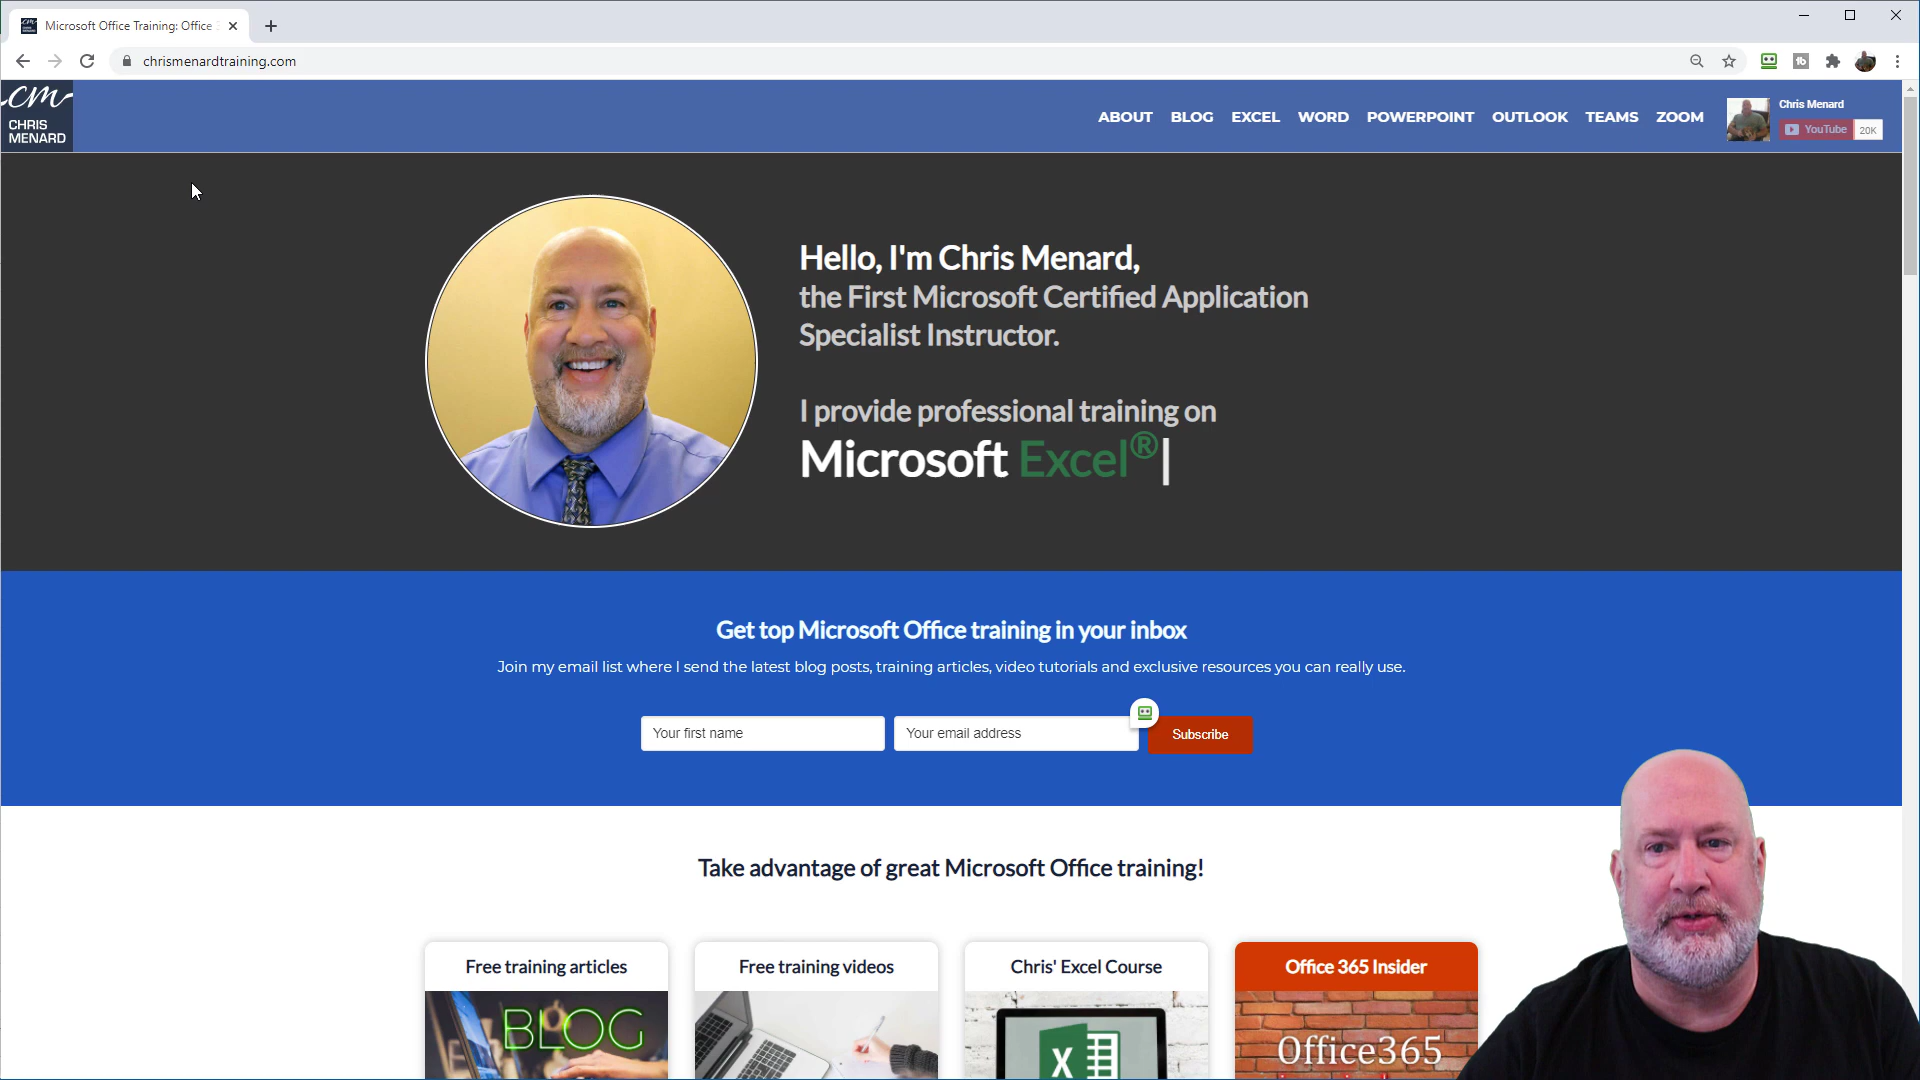 Microsoft Office Training: Office
chrismenardtraining.com
cm
CHRIS
MENARD
ABOUT BLOG EXCEL WORD POWERPOINT OUTLOOK TEAMS ZOOM
Chris Menard
YouTube 20K
Hello, I'm Chris Menard,
the First Microsoft Certified Application
Specialist Instructor.
I provide professional training on
Microsoft Excel®|
Get top Microsoft Office training in your inbox
Join my email list where I send the latest blog posts, training articles, video tutorials and exclusive resources you can really use.
Your first name Your email address Subscribe
Take advantage of great Microsoft Office training!
Free training articles Free training videos Chris' Excel Course Office 365 Insider
BLOG X Office365